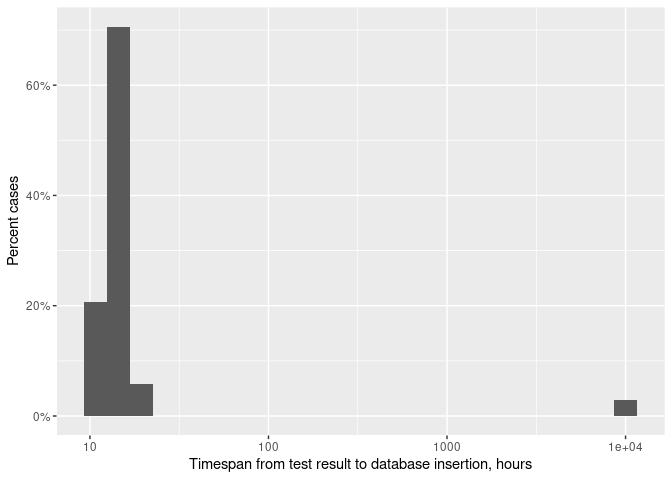 60%
40%
20%
0%
Percent cases
10 100 1000 1e+04
Timespan from test result to database insertion, hours